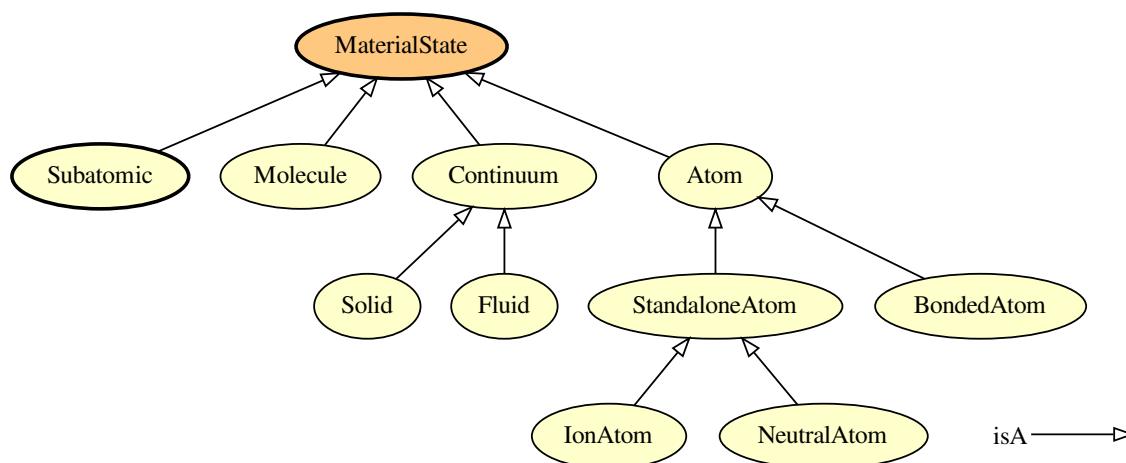 MaterialState
Subatomic
Molecule
Continuum
Atom
Solid
Fluid
StandaloneAtom
BondedAtom
IonAtom
NeutralAtom
isA